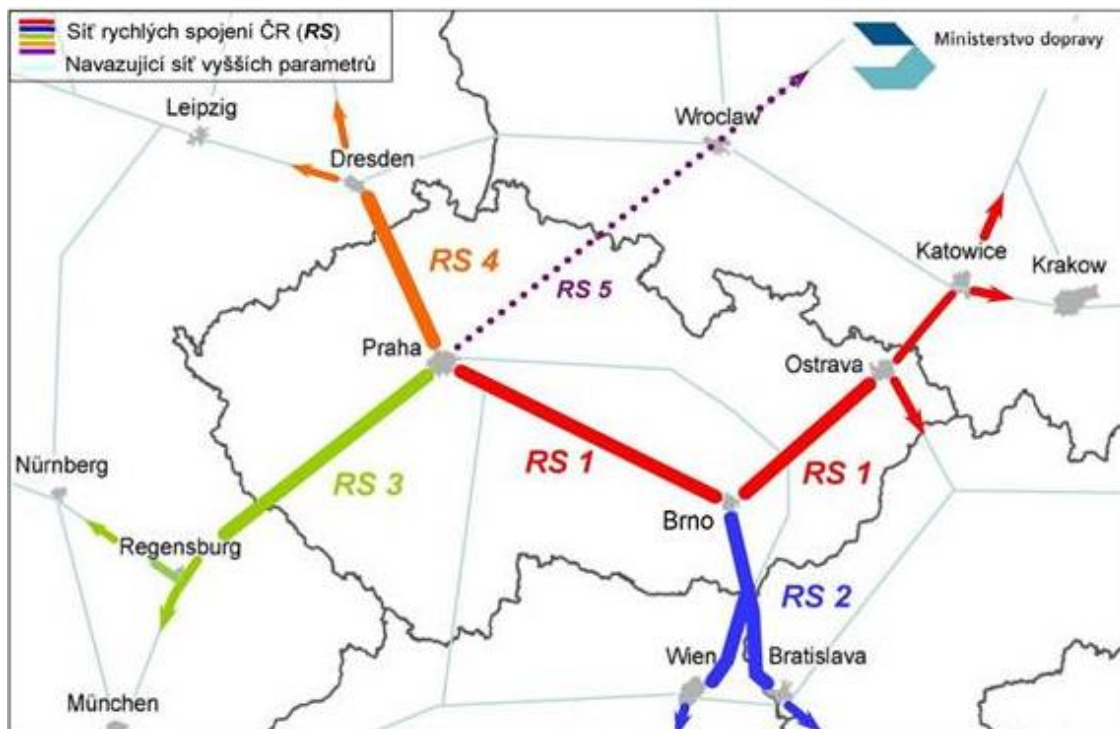 Síť rychlých spojení ČR (RS)
Navazující síť vyšších parametrů
Ministerstvo dopravy
Leipzig
Wroclaw
Dresden
RS 4
Katowice
Krakow
RS 5
Praha
Ostrava
Nürnberg
RS 3
RS 1
RS 1
Brno
Regensburg
RS 2
Wien
Bratislava
München